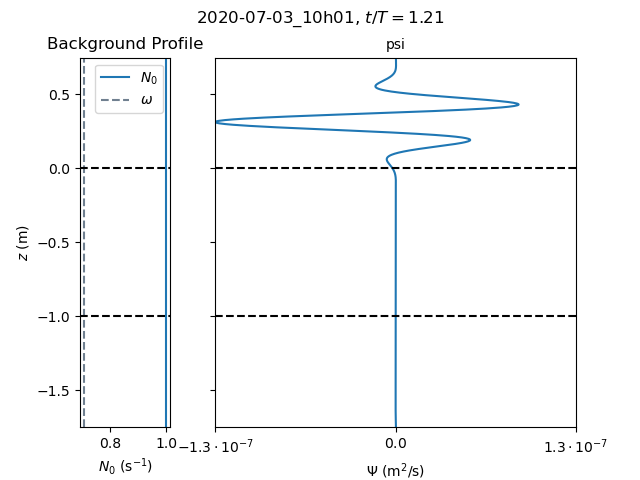 2020-07-03_10h01, t/T = 1.21
Background Profile
psi
N₀
ω
0.5
0.0
−0.5
−1.0
−1.5
z (m)
0.8
1.0
−1.3 · 10⁻⁷
0.0
1.3 · 10⁻⁷
N₀ (s⁻¹)
Ψ (m²/s)